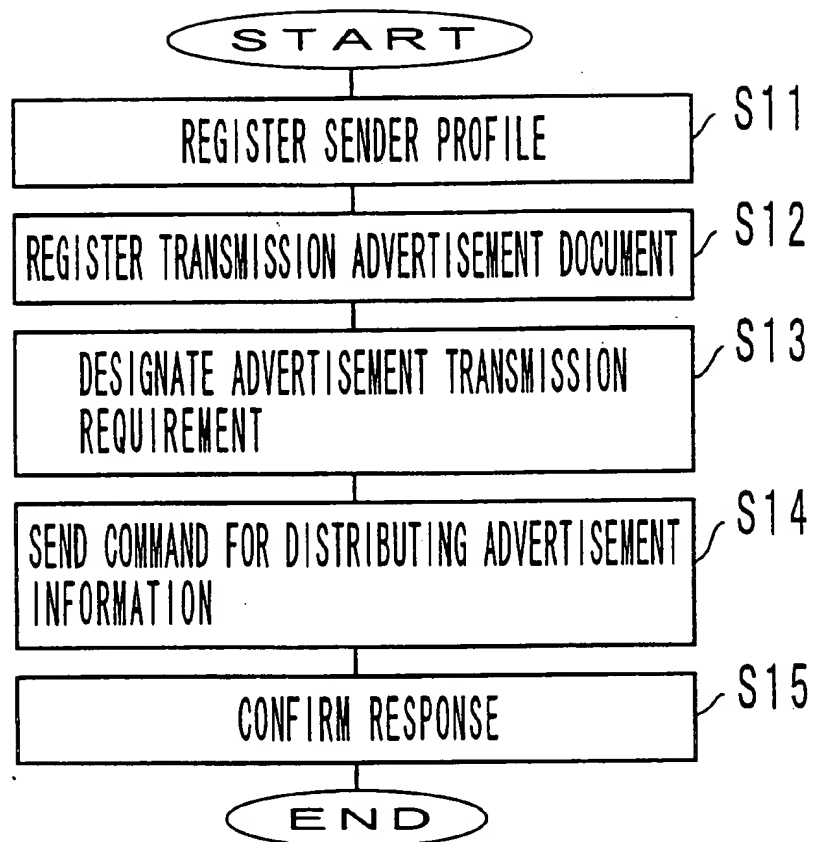 START
REGISTER SENDER PROFILE
S11
REGISTER TRANSMISSION ADVERTISEMENT DOCUMENT
S12
DESIGNATE ADVERTISEMENT TRANSMISSION
REQUIREMENT
S13
SEND COMMAND FOR DISTRIBUTING ADVERTISEMENT
INFORMATION
S14
CONFIRM RESPONSE
S15
END